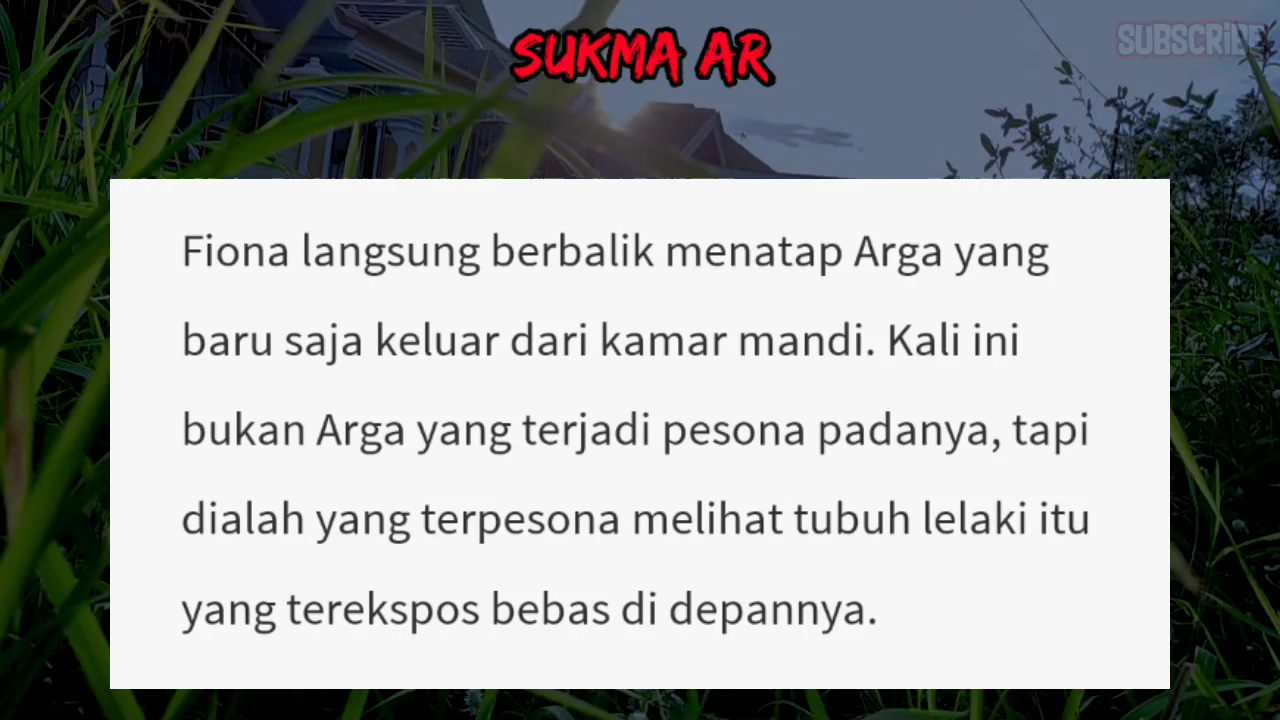 SUKMA AR
SUBSCRIBE
Fiona langsung berbalik menatap Arga yang
baru saja keluar dari kamar mandi. Kali ini
bukan Arga yang terjadi pesona padanya, tapi
dialah yang terpesona melihat tubuh lelaki itu
yang terekspos bebas di depannya.